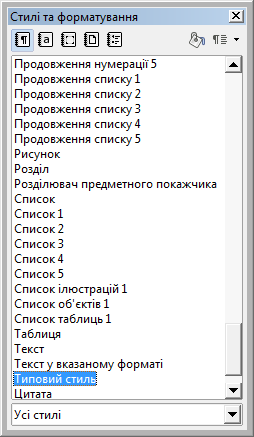 Стилі та форматування
Продовження нумерації 5
Продовження списку 1
Продовження списку 2
Продовження списку 3
Продовження списку 4
Продовження списку 5
Рисунок
Розділ
Розділювач предметного покажчика
Список
Список 1
Список 2
Список 3
Список 4
Список 5
Список ілюстрацій 1
Список об'єктів 1
Список таблиць 1
Таблиця
Текст
Текст у вказаному форматі
Типовий стиль
Цитата
Усі стилі